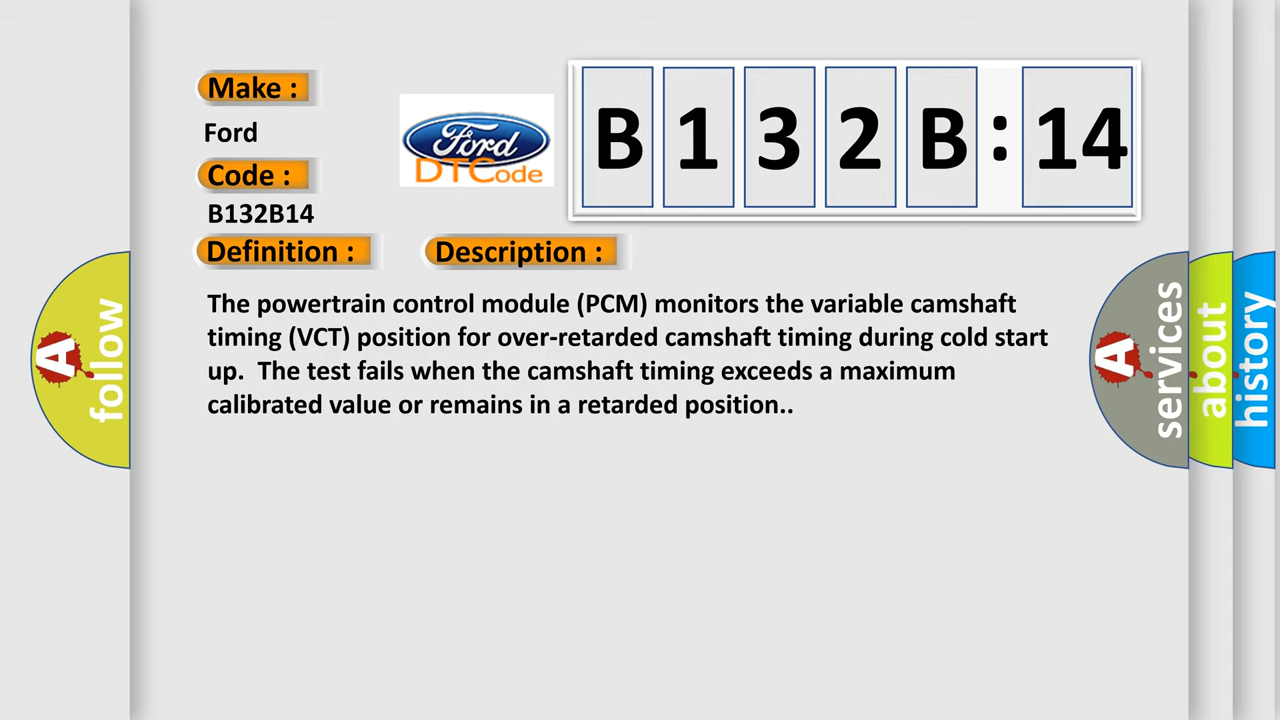 Make :
Ford
Code :
B132B14
Definition :
Description :
Ford
DTCode
B 1 3 2 B : 14
The powertrain control module (PCM) monitors the variable camshaft
timing (VCT) position for over-retarded camshaft timing during cold start
up.  The test fails when the camshaft timing exceeds a maximum
calibrated value or remains in a retarded position..
A follow
A services
about
history